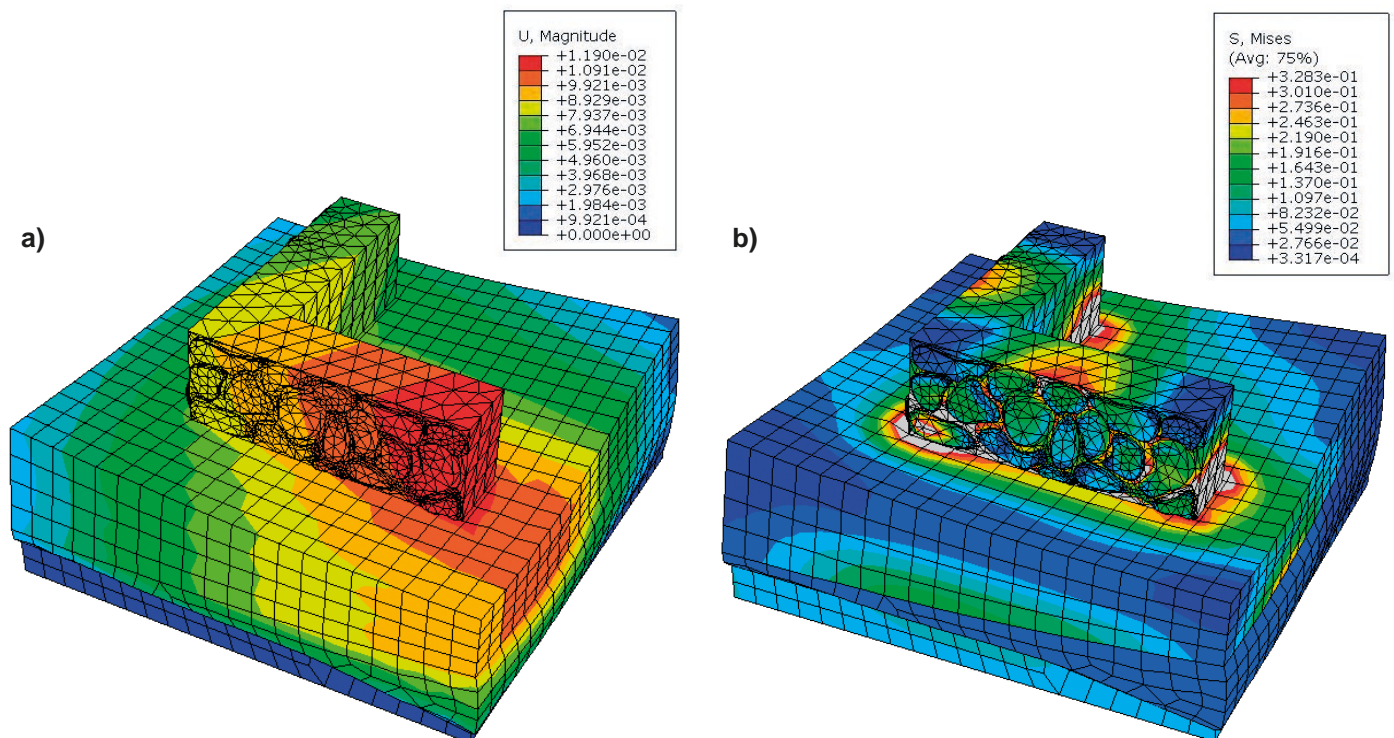 U, Magnitude
+1.190e-02
+1.091e-02
+9.921e-03
+8.929e-03
+7.937e-03
+6.944e-03
+5.952e-03
+4.960e-03
+3.968e-03
+2.976e-03
+1.984e-03
+9.921e-04
+0.000e+00
a)
S, Mises
(Avg: 75%)
+3.283e-01
+3.010e-01
+2.736e-01
+2.463e-01
+2.190e-01
+1.916e-01
+1.643e-01
+1.370e-01
+1.097e-01
+8.232e-02
+5.499e-02
+2.766e-02
+3.317e-04
b)